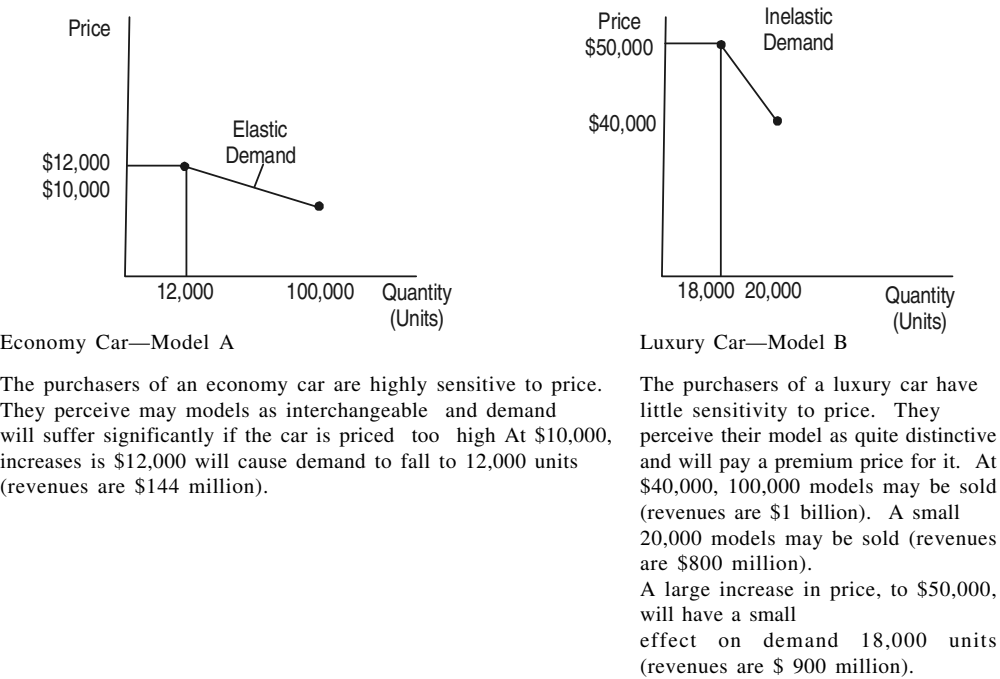 Price
Elastic
Demand
$12,000
$10,000
12,000
100,000
Quantity
(Units)
Economy Car—Model A
The purchasers of an economy car are highly sensitive to price.
They perceive may models as interchangeable and demand
will suffer significantly if the car is priced too high At $10,000,
increases is $12,000 will cause demand to fall to 12,000 units
(revenues are $144 million).
Price
$50,000
Inelastic
Demand
$40,000
18,000 20,000
Quantity
(Units)
Luxury Car—Model B
The purchasers of a luxury car have
little sensitivity to price. They
perceive their model as quite distinctive
and will pay a premium price for it. At
$40,000, 100,000 models may be sold
(revenues are $1 billion). A small
20,000 models may be sold (revenues
are $800 million).
A large increase in price, to $50,000,
will have a small
effect on demand 18,000 units
(revenues are $ 900 million).